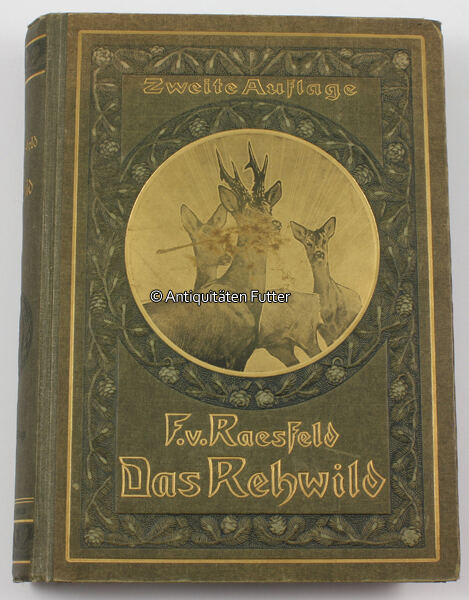 Zweite Auflage
© Antiquitäten Futter
F.v. Raesfeld
Das Rehwild